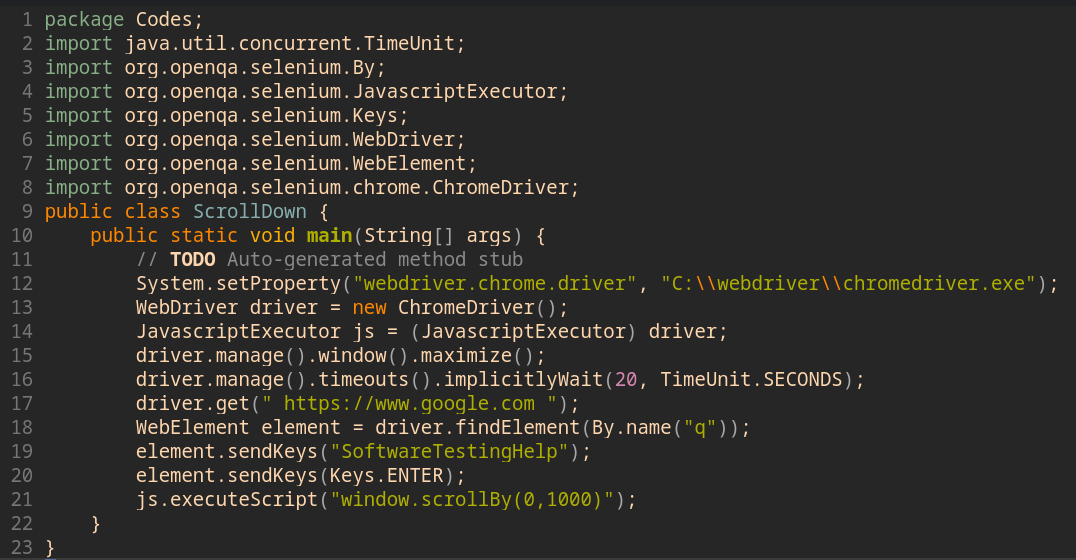 1 package Codes;
2 import java.util.concurrent.TimeUnit;
3 import org.openqa.selenium.By;
4 import org.openqa.selenium.JavascriptExecutor;
5 import org.openqa.selenium.Keys;
6 import org.openqa.selenium.WebDriver;
7 import org.openqa.selenium.WebElement;
8 import org.openqa.selenium.chrome.ChromeDriver;
9 public class ScrollDown {
10     public static void main(String[] args) {
11         // TODO Auto-generated method stub
12         System.setProperty("webdriver.chrome.driver", "C:\\webdriver\\chromedriver.exe");
13         WebDriver driver = new ChromeDriver();
14         JavascriptExecutor js = (JavascriptExecutor) driver;
15         driver.manage().window().maximize();
16         driver.manage().timeouts().implicitlyWait(20, TimeUnit.SECONDS);
17         driver.get(" https://www.google.com ");
18         WebElement element = driver.findElement(By.name("q"));
19         element.sendKeys("SoftwareTestingHelp");
20         element.sendKeys(Keys.ENTER);
21         js.executeScript("window.scrollBy(0,1000)");
22     }
23 }